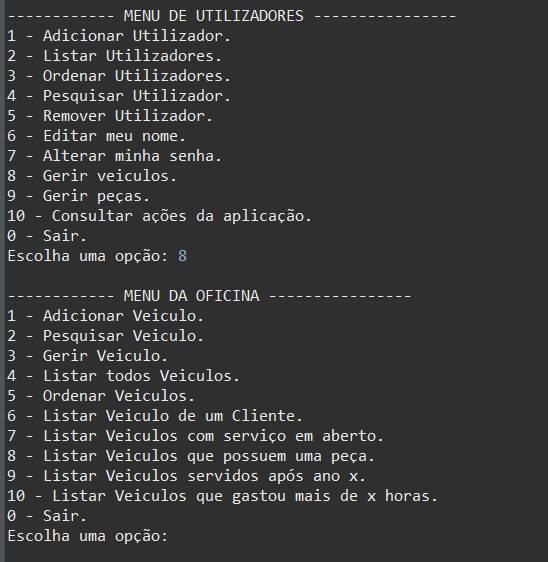 ------------ MENU DE UTILIZADORES ----------------
1 - Adicionar Utilizador.
2 - Listar Utilizadores.
3 - Ordenar Utilizadores.
4 - Pesquisar Utilizador.
5 - Remover Utilizador.
6 - Editar meu nome.
7 - Alterar minha senha.
8 - Gerir veiculos.
9 - Gerir peças.
10 - Consultar ações da aplicação.
0 - Sair.
Escolha uma opção: 8
------------ MENU DA OFICINA ----------------
1 - Adicionar Veiculo.
2 - Pesquisar Veiculo.
3 - Gerir Veiculo.
4 - Listar todos Veiculos.
5 - Ordenar Veiculos.
6 - Listar Veiculo de um Cliente.
7 - Listar Veiculos com serviço em aberto.
8 - Listar Veiculos que possuem uma peça.
9 - Listar Veiculos servidos após ano x.
10 - Listar Veiculos que gastou mais de x horas.
0 - Sair.
Escolha uma opção: